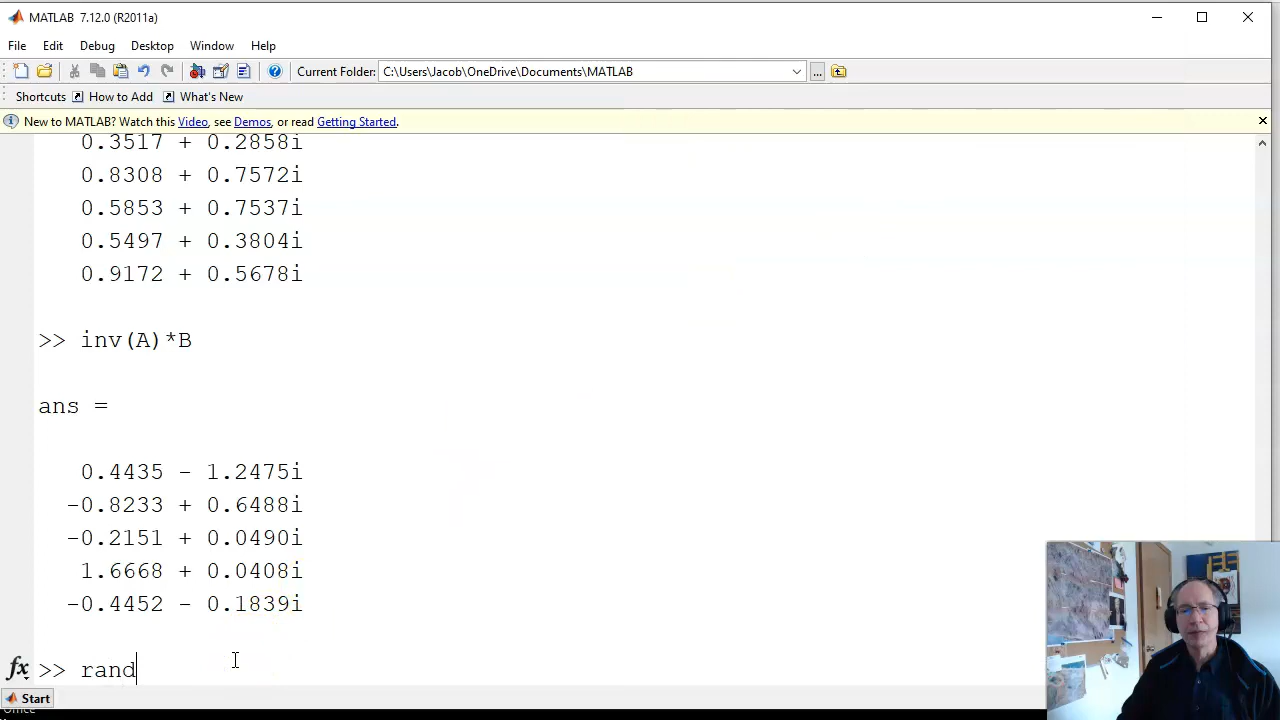 MATLAB 7.12.0 (R2011a)
File Edit Debug Desktop Window Help
Current Folder: C:\Users\Jacob\OneDrive\Documents\MATLAB
Shortcuts How to Add What's New
New to MATLAB? Watch this Video, see Demos, or read Getting Started.
0.3517 + 0.2858i
0.8308 + 0.7572i
0.5853 + 0.7537i
0.5497 + 0.3804i
0.9172 + 0.5678i
>> inv(A)*B
ans =
0.4435 - 1.2475i
-0.8233 + 0.6488i
-0.2151 + 0.0490i
1.6668 + 0.0408i
-0.4452 - 0.1839i
fx >> rand
Start
Office